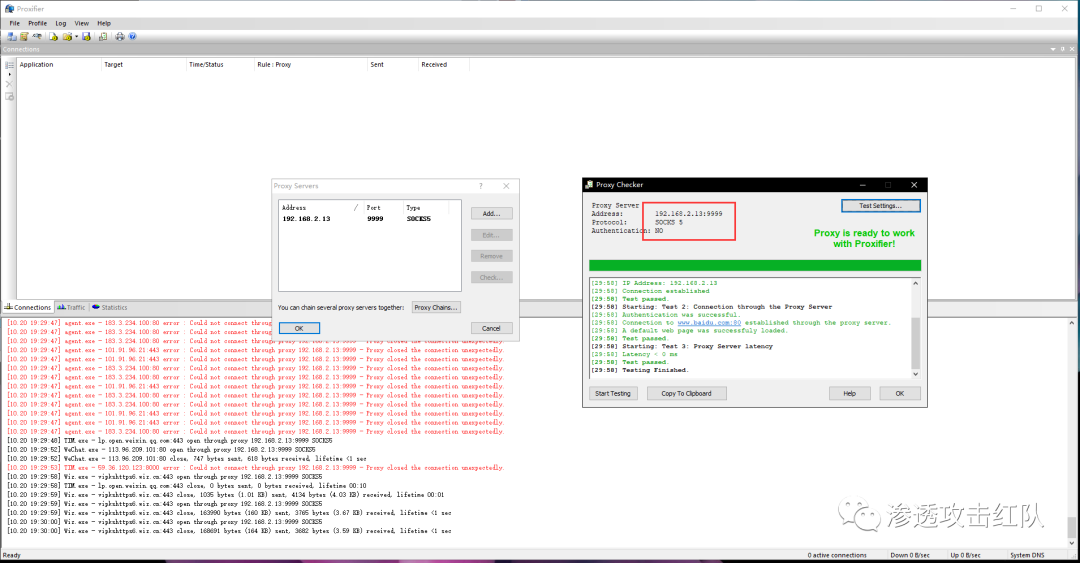 Proxifier
File Profile Log View Help
Connections
Application Target Time/Status Rule : Proxy Sent Received
Proxy Servers ? ×
Address / Port Type
192.168.2.13 9999 SOCKS5
Add...
Edit...
Remove
Check...
You can chain several proxy servers together: Proxy Chains...
OK Cancel
Proxy Checker
Proxy Server
Address: 192.168.2.13:9999
Protocol: SOCKS 5
Authentication: NO
Test Settings...
Proxy is ready to work
with Proxifier!
[29:58] IP Address: 192.168.2.13
[29:58] Connection established
[29:58] Test passed.
[29:58] Starting: Test 2: Connection through the Proxy Server
[29:58] Authentication was successful.
[29:58] Connection to www.baidu.com:80 established through the proxy server.
[29:58] A default web page was successfully loaded.
[29:58] Test passed.
[29:58] Starting: Test 3: Proxy Server latency
[29:58] Latency < 0 ms
[29:58] Test passed.
[29:58] Testing Finished.
Start Testing Copy To Clipboard Help OK
Connections Traffic Statistics
[10.20 19:29:47] agent.exe - 183.3.234.100:80 error : Could not connect through
[10.20 19:29:47] agent.exe - 183.3.234.100:80 error : Could not connect through
[10.20 19:29:47] agent.exe - 183.3.234.100:80 error : Could not connect through proxy 192.168.2.13:9999 - Proxy closed the connection unexpectedly.
[10.20 19:29:47] agent.exe - 101.91.96.21:443 error : Could not connect through proxy 192.168.2.13:9999 - Proxy closed the connection unexpectedly.
[10.20 19:29:47] agent.exe - 101.91.96.21:443 error : Could not connect through proxy 192.168.2.13:9999 - Proxy closed the connection unexpectedly.
[10.20 19:29:47] agent.exe - 183.3.234.100:80 error : Could not connect through proxy 192.168.2.13:9999 - Proxy closed the connection unexpectedly.
[10.20 19:29:47] agent.exe - 183.3.234.100:80 error : Could not connect through proxy 192.168.2.13:9999 - Proxy closed the connection unexpectedly.
[10.20 19:29:47] agent.exe - 101.91.96.21:443 error : Could not connect through proxy 192.168.2.13:9999 - Proxy closed the connection unexpectedly.
[10.20 19:29:47] agent.exe - 183.3.234.100:80 error : Could not connect through proxy 192.168.2.13:9999 - Proxy closed the connection unexpectedly.
[10.20 19:29:47] agent.exe - 183.3.234.100:80 error : Could not connect through proxy 192.168.2.13:9999 - Proxy closed the connection unexpectedly.
[10.20 19:29:47] agent.exe - 101.91.96.21:443 error : Could not connect through proxy 192.168.2.13:9999 - Proxy closed the connection unexpectedly.
[10.20 19:29:47] agent.exe - 101.91.96.21:443 error : Could not connect through proxy 192.168.2.13:9999 - Proxy closed the connection unexpectedly.
[10.20 19:29:47] agent.exe - 183.3.234.100:80 error : Could not connect through proxy 192.168.2.13:9999 - Proxy closed the connection unexpectedly.
[10.20 19:29:48] TIM.exe - lp.open.weixin.qq.com:443 open through proxy 192.168.2.13:9999 SOCKS5
[10.20 19:29:52] WeChat.exe - 113.96.209.101:80 open through proxy 192.168.2.13:9999 SOCKS5
[10.20 19:29:52] WeChat.exe - 113.96.209.101:80 close, 747 bytes sent, 618 bytes received, lifetime <1 sec
[10.20 19:29:53] TIM.exe - 59.36.120.123:8000 error : Could not connect through proxy 192.168.2.13:9999 - Proxy closed the connection unexpectedly.
[10.20 19:29:58] Wiz.exe - vipkshttps6.wiz.cn:443 open through proxy 192.168.2.13:9999 SOCKS5
[10.20 19:29:58] TIM.exe - lp.open.weixin.qq.com:443 close, 0 bytes sent, 0 bytes received, lifetime 00:10
[10.20 19:29:59] Wiz.exe - vipkshttps6.wiz.cn:443 close, 1035 bytes (1.01 KB) sent, 4134 bytes (4.03 KB) received, lifetime 00:01
[10.20 19:29:59] Wiz.exe - vipkshttps6.wiz.cn:443 open through proxy 192.168.2.13:9999 SOCKS5
[10.20 19:29:59] Wiz.exe - vipkshttps6.wiz.cn:443 close, 163990 bytes (160 KB) sent, 3765 bytes (3.67 KB) received, lifetime <1 sec
[10.20 19:30:00] Wiz.exe - vipkshttps6.wiz.cn:443 open through proxy 192.168.2.13:9999 SOCKS5
[10.20 19:30:00] Wiz.exe - vipkshttps6.wiz.cn:443 close, 168691 bytes (164 KB) sent, 3682 bytes (3.59 KB) received, lifetime <1 sec
渗透攻击红队
Ready 0 active connections Down 0 B/sec Up 0 B/sec System DNS